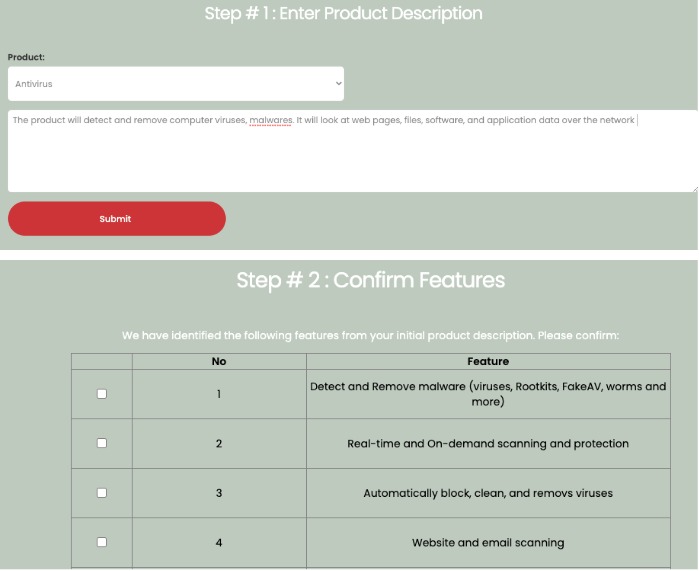 Step # 1 : Enter Product Description
Product:
Antivirus
The product will detect and remove computer viruses, malwares. It will look at web pages, files, software, and application data over the network
Submit
Step # 2 : Confirm Features
We have identified the following features from your initial product description. Please confirm:
No Feature
1 Detect and Remove malware (viruses, Rootkits, FakeAV, worms and
more)
2 Real-time and On-demand scanning and protection
3 Automatically block, clean, and removs viruses
4 Website and email scanning